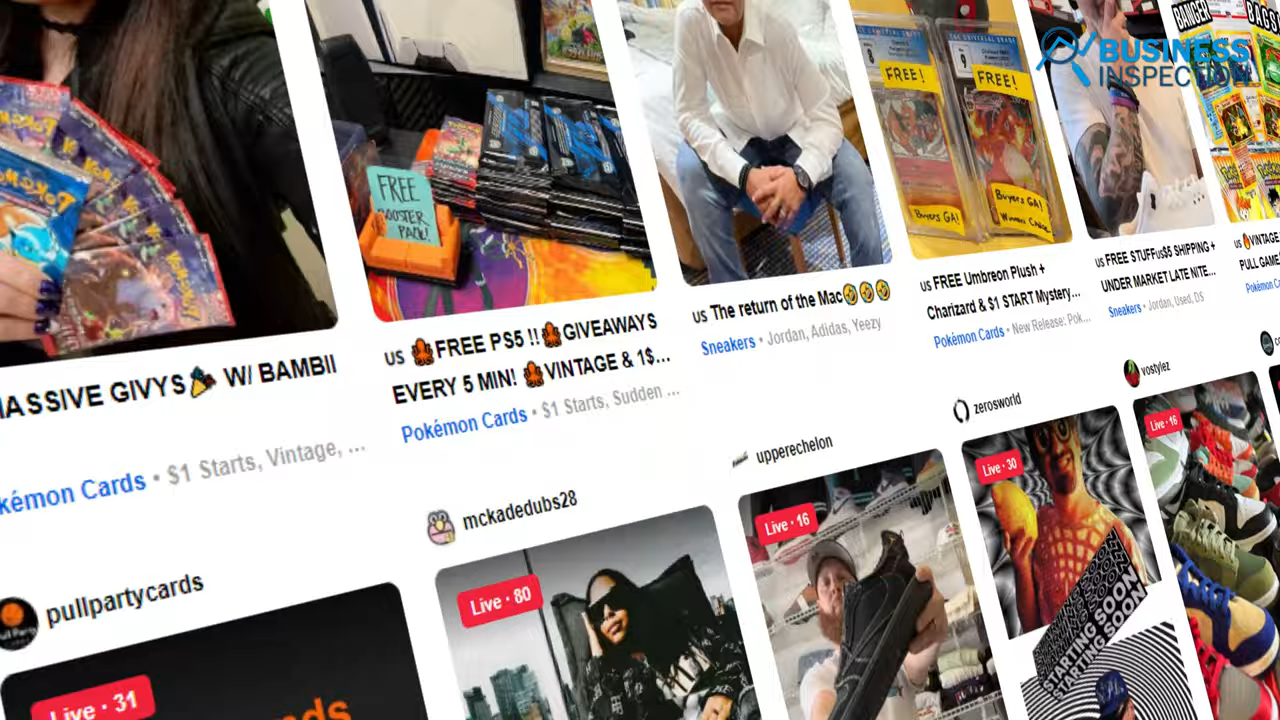 BUSINESS
INSPECTION
BANGER
BAGS
FREE!
FREE!
Buyers GA!
Buyers GA!
FREE
BOOSTER
PACK!
MASSIVE GIVYS W/ BAMBII
Pokémon Cards • $1 Starts, Vintage, ...
US FREE PS5 !! GIVEAWAYS
EVERY 5 MIN! VINTAGE & 1$...
Pokémon Cards • $1 Starts, Sudden ...
US The return of the Mac🤣🤣🤣
Sneakers • Jordan, Adidas, Yeezy
US FREE Umbreon Plush +
Charizard & $1 START Mystery...
Pokémon Cards • New Release: Pok...
US FREE STUFFus$5 SHIPPING +
UNDER MARKET LATE NITE...
Sneakers • Jordan, Used, DS
US VINTAGE
PULL GAME
pullpartycards
Live · 31
mckadedubs28
Live · 80
upperechelon
Live · 16
zerosworld
Live · 30
STARTING SOON
STARTING SOON
vostylez
Live · 16